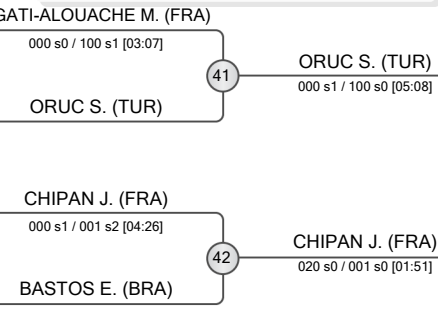 GATI-ALOUACHE M. (FRA)
000 s0 / 100 s1 [03:07]
41
ORUC S. (TUR)
000 s1 / 100 s0 [05:08]
ORUC S. (TUR)
CHIPAN J. (FRA)
000 s1 / 001 s2 [04:26]
42
CHIPAN J. (FRA)
020 s0 / 001 s0 [01:51]
BASTOS E. (BRA)